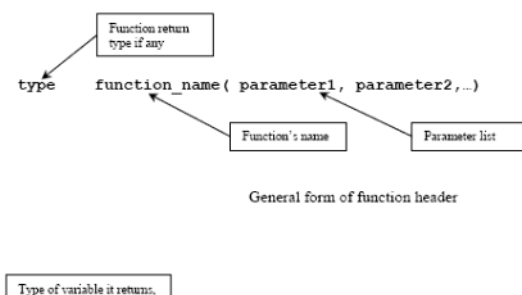 Function return
type if any
type function_name( parameter1, parameter2,…)
Function's name
Parameter list
General form of function header
Type of variable it returns,